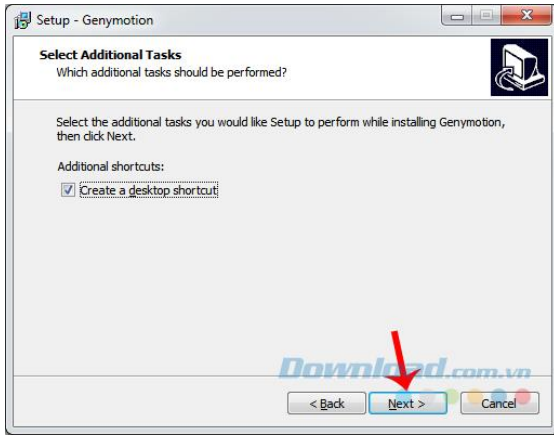 Setup - Genymotion
Select Additional Tasks
Which additional tasks should be performed?
Select the additional tasks you would like Setup to perform while installing Genymotion,
then click Next.
Additional shortcuts:
Create a desktop shortcut
Download.com.vn
< Back
Next >
Cancel